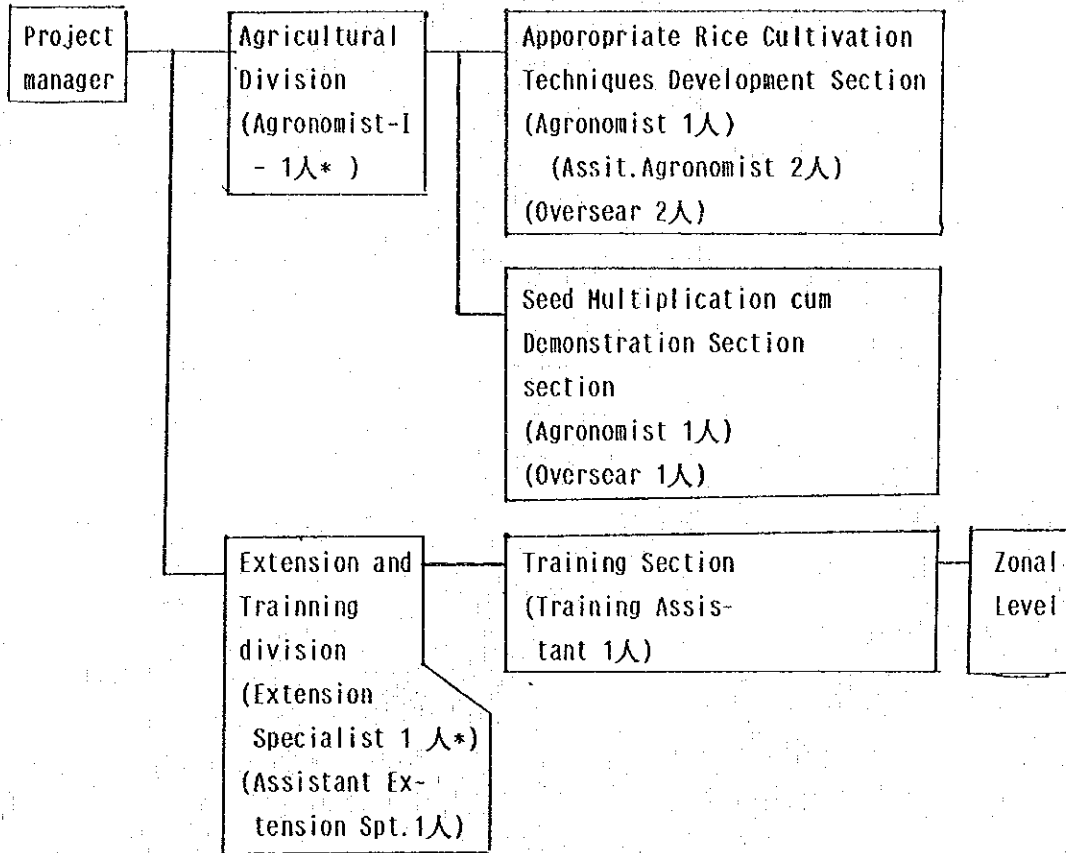 Project
manager
Agricultural
Division
(Agronomist-I
- 1人* )
Apporopriate Rice Cultivation
Techniques Development Section
(Agronomist 1人)
(Assit.Agronomist 2人)
(Oversear 2人)
Seed Multiplication cum
Demonstration Section
section
(Agronomist 1人)
(Oversear 1人)
Extension and
Trainning
division
(Extension
Specialist 1 人*)
(Assistant Ex-
tension Spt.1人)
Training Section
(Training Assis-
tant 1人)
Zonal
Level